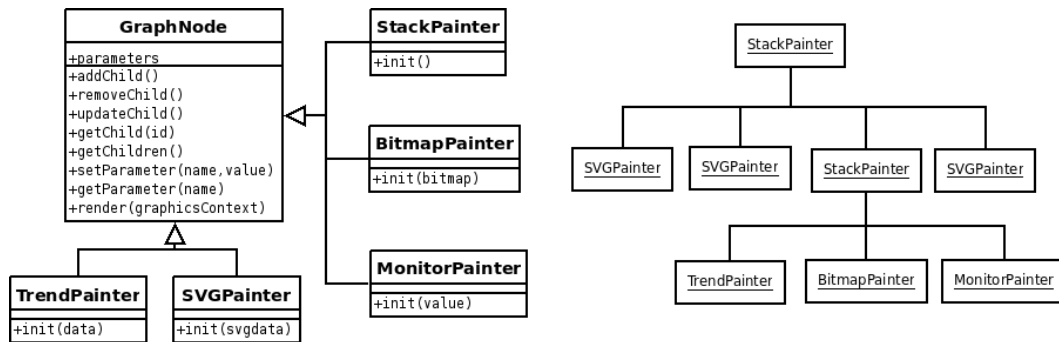 GraphNode
+parameters
+addChild()
+removeChild()
+updateChild()
+getChild(id)
+getChildren()
+setParameter(name,value)
+getParameter(name)
+render(graphicsContext)
StackPainter
+init()
BitmapPainter
+init(bitmap)
MonitorPainter
+init(value)
TrendPainter
+init(data)
SVGPainter
+init(svgdata)
StackPainter
SVGPainter
SVGPainter
StackPainter
SVGPainter
TrendPainter
BitmapPainter
MonitorPainter